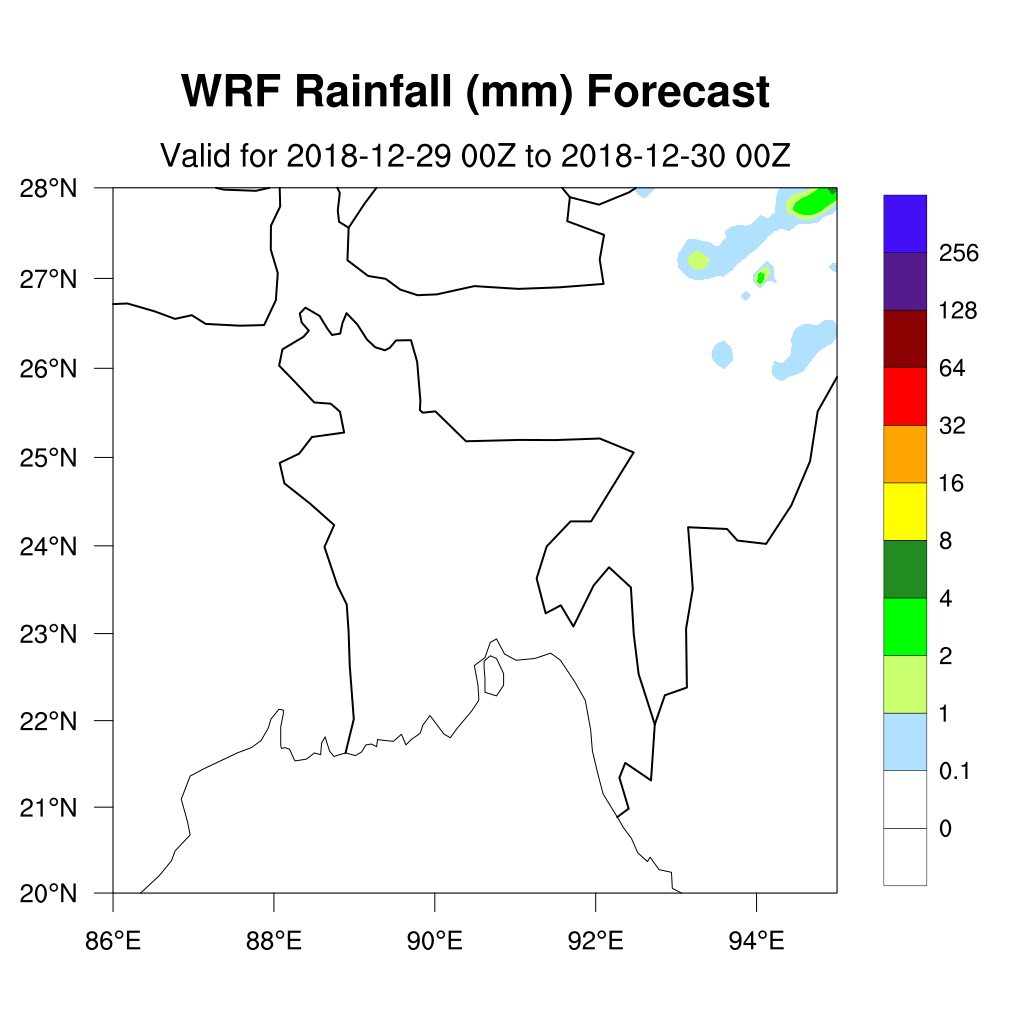 WRF Rainfall (mm) Forecast
Valid for 2018-12-29 00Z to 2018-12-30 00Z
28°N
27°N
26°N
25°N
24°N
23°N
22°N
21°N
20°N
86°E 88°E 90°E 92°E 94°E
256
128
64
32
16
8
4
2
1
0.1
0